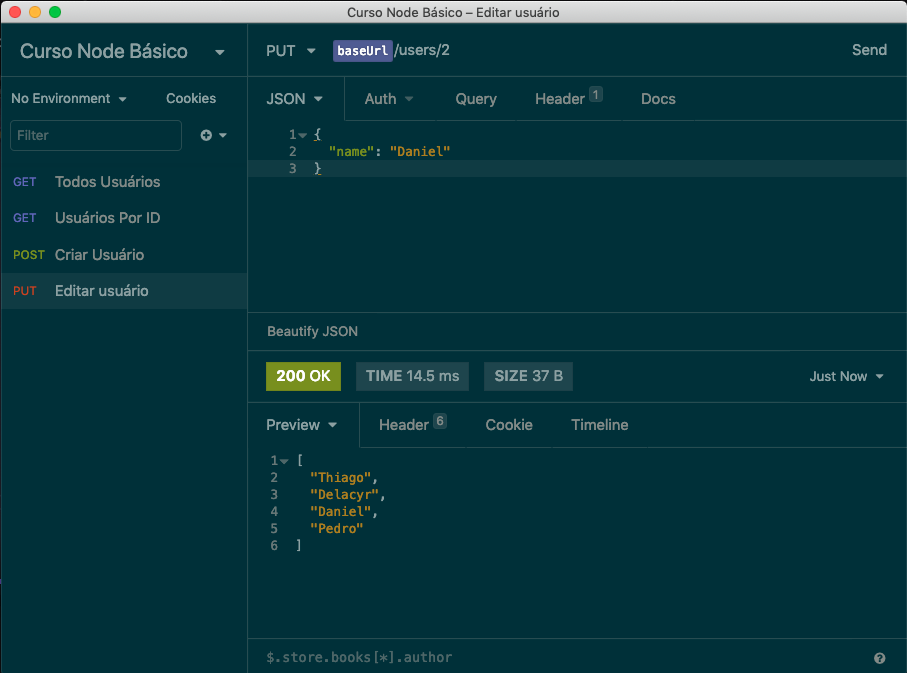 Curso Node Básico – Editar usuário
Curso Node Básico
No Environment
Cookies
Filter
GET Todos Usuários
GET Usuários Por ID
POST Criar Usuário
PUT Editar usuário
PUT baseUrl/users/2 Send
JSON Auth Query Header 1 Docs
1 {
2 "name": "Daniel"
3 }
Beautify JSON
200 OK TIME 14.5 ms SIZE 37 B Just Now
Preview Header 6 Cookie Timeline
1 [
2 "Thiago",
3 "Delacyr",
4 "Daniel",
5 "Pedro"
6 ]
$.store.books[*].author ?